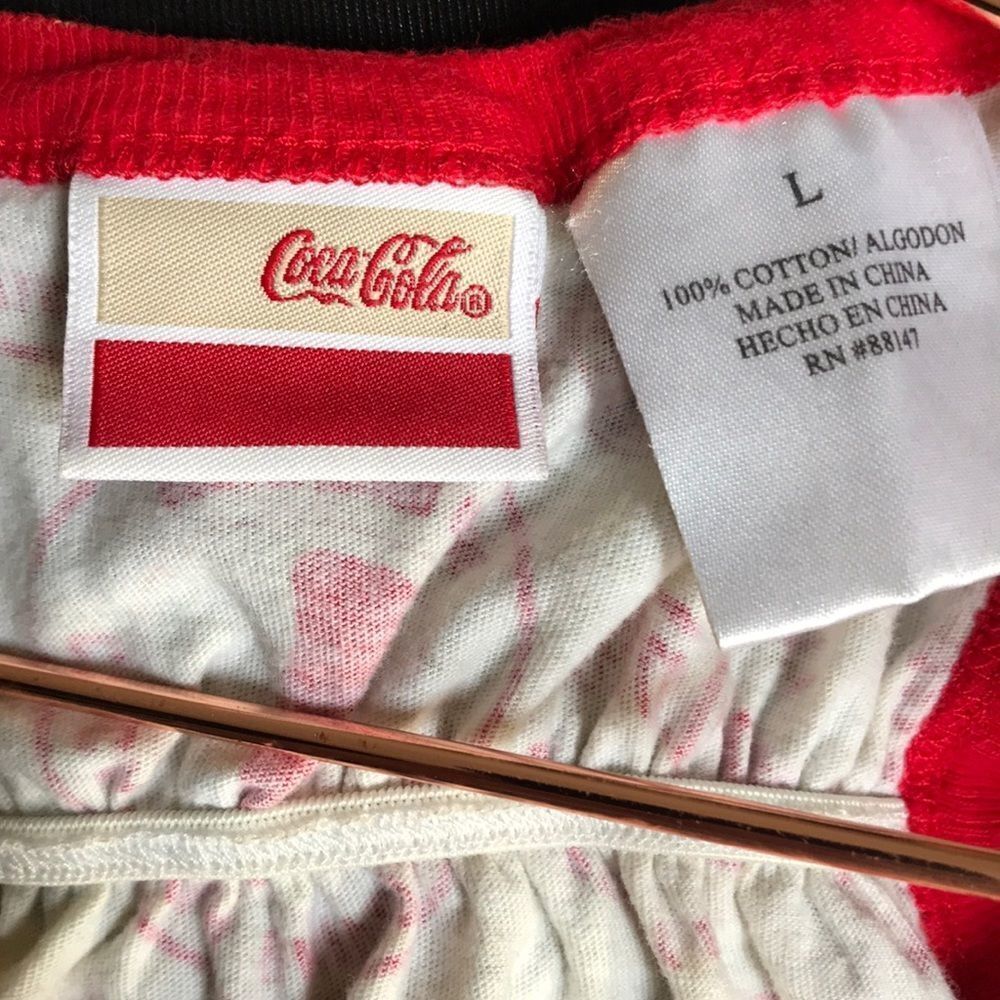 Coca-Cola®
L
100% COTTON/ ALGODON
MADE IN CHINA
HECHO EN CHINA
RN #88147